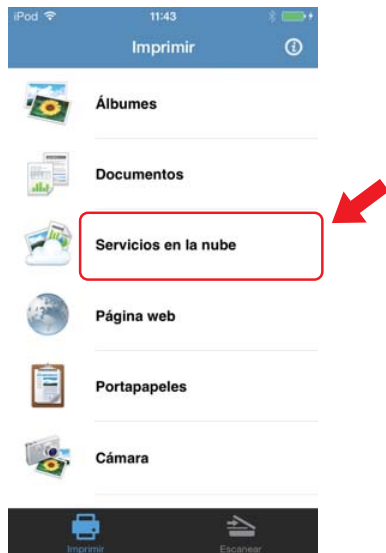 iPod 11:43
Imprimir
Álbumes
Documentos
Servicios en la nube
Página web
Portapapeles
Cámara
Imprimir Escanear